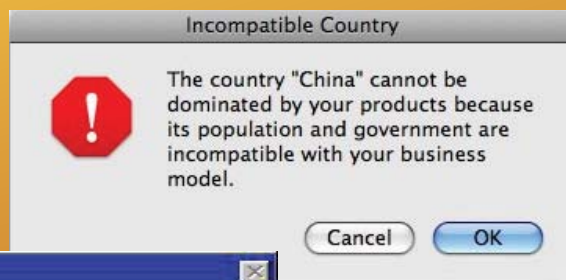 Incompatible Country
The country "China" cannot be
dominated by your products because
its population and government are
incompatible with your business
model.
Cancel OK